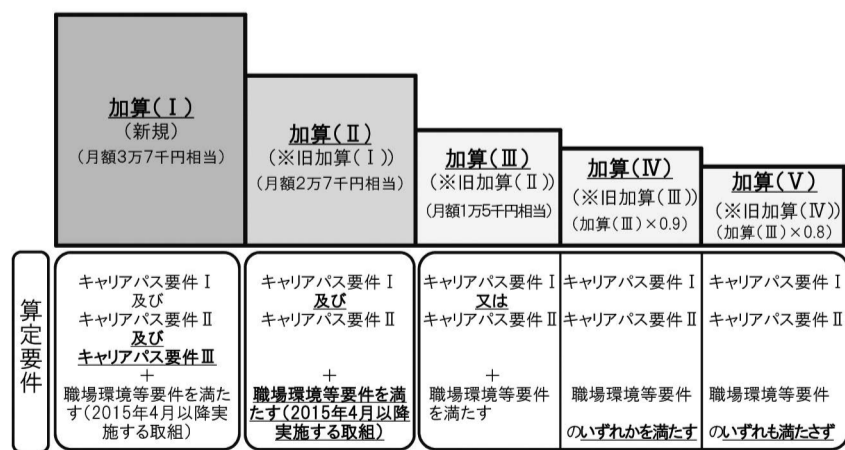 加算(Ⅰ)
(新規)
(月額3万7千円相当)
加算(Ⅱ)
(※旧加算(Ⅰ))
(月額2万7千円相当)
加算(Ⅲ)
(※旧加算(Ⅱ))
(月額1万5千円相当)
加算(Ⅳ)
(※旧加算(Ⅲ))
(加算(Ⅲ)×0.9)
加算(Ⅴ)
(※旧加算(Ⅳ))
(加算(Ⅲ)×0.8)
算定要件
キャリアパス要件Ⅰ
及び
キャリアパス要件Ⅱ
及び
キャリアパス要件Ⅲ
+
職場環境等要件を満た
す(2015年4月以降実
施する取組)
キャリアパス要件Ⅰ
及び
キャリアパス要件Ⅱ
+
職場環境等要件を満
たす(2015年4月以降
実施する取組)
キャリアパス要件Ⅰ
又は
キャリアパス要件Ⅱ
+
職場環境等要件
を満たす
キャリアパス要件Ⅰ
キャリアパス要件Ⅱ
職場環境等要件
のいずれかを満たす
キャリアパス要件Ⅰ
キャリアパス要件Ⅱ
職場環境等要件
のいずれも満たさず